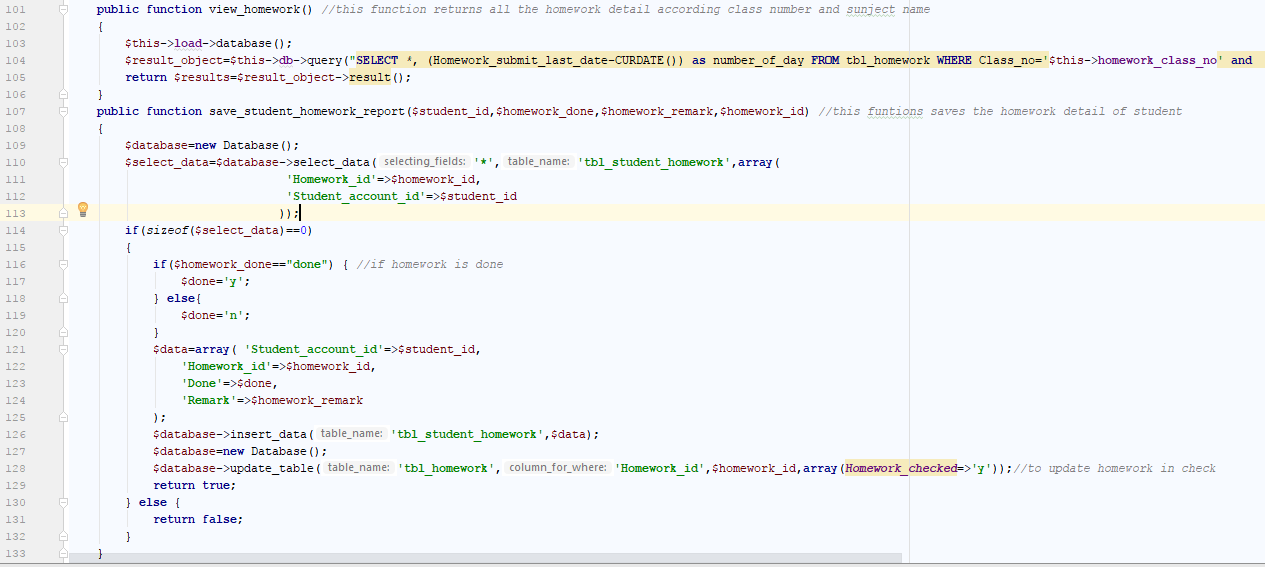 101 public function view_homework() //this function returns all the homework detail according class number and sunject name
102 {
103 $this->load->database();
104 $result_object=$this->db->query("SELECT *, (Homework_submit_last_date-CURDATE()) as number_of_day FROM tbl_homework WHERE Class_no='$this->homework_class_no' and
105 return $results=$result_object->result();
106 }
107 public function save_student_homework_report($student_id,$homework_done,$homework_remark,$homework_id) //this funtions saves the homework detail of student
108 {
109 $database=new Database();
110 $select_data=$database->select_data( selecting_fields: '*', table_name: 'tbl_student_homework',array(
111 'Homework_id'=>$homework_id,
112 'Student_account_id'=>$student_id
113 ));
114 if(sizeof($select_data)==0)
115 {
116 if($homework_done=="done") { //if homework is done
117 $done='y';
118 } else{
119 $done='n';
120 }
121 $data=array( 'Student_account_id'=>$student_id,
122 'Homework_id'=>$homework_id,
123 'Done'=>$done,
124 'Remark'=>$homework_remark
125 );
126 $database->insert_data( table_name: 'tbl_student_homework',$data);
127 $database=new Database();
128 $database->update_table( table_name: 'tbl_homework', column_for_where: 'Homework_id',$homework_id,array(Homework_checked=>'y'));//to update homework in check
129 return true;
130 } else {
131 return false;
132 }
133 }